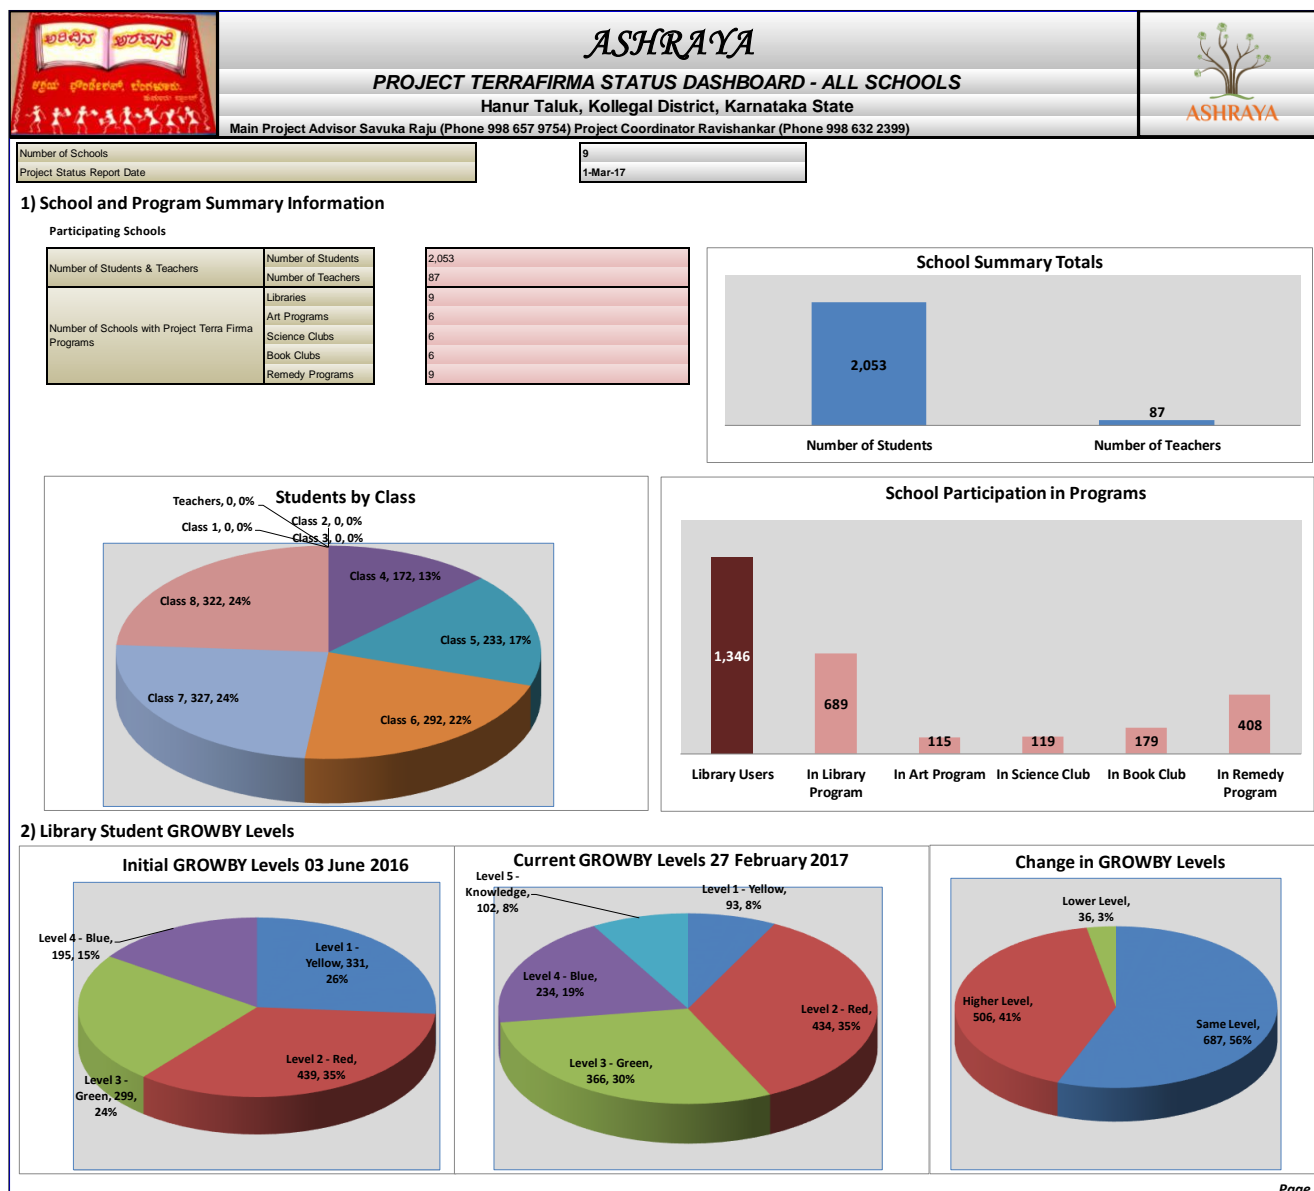 ಅರಿವಿನ ಅರಮನೆ
ASHRAYA
PROJECT TERRAFIRMA STATUS DASHBOARD - ALL SCHOOLS
Hanur Taluk, Kollegal District, Karnataka State
Main Project Advisor Savuka Raju (Phone 998 657 9754) Project Coordinator Ravishankar (Phone 998 632 2399)
ASHRAYA
Number of Schools 9
Project Status Report Date 1-Mar-17
1) School and Program Summary Information
Participating Schools
Number of Students & Teachers
Number of Students 2,053
Number of Teachers 87
Number of Schools with Project Terra Firma
Programs
Libraries 9
Art Programs 6
Science Clubs 6
Book Clubs 6
Remedy Programs 9
School Summary Totals
2,053
87
Number of Students Number of Teachers
Students by Class
Teachers, 0, 0%
Class 1, 0, 0%
Class 2, 0, 0%
Class 3, 0, 0%
Class 4, 172, 13%
Class 8, 322, 24%
Class 5, 233, 17%
Class 7, 327, 24%
Class 6, 292, 22%
School Participation in Programs
1,346
689
115
119
179
408
Library Users
In Library
Program
In Art Program
In Science Club
In Book Club
In Remedy
Program
2) Library Student GROWBY Levels
Initial GROWBY Levels 03 June 2016
Level 4 - Blue,
195, 15%
Level 1 -
Yellow, 331,
26%
Level 2 - Red,
439, 35%
Level 3 -
Green, 299,
24%
Current GROWBY Levels 27 February 2017
Level 5 -
Knowledge,
102, 8%
Level 1 - Yellow,
93, 8%
Level 4 - Blue,
234, 19%
Level 2 - Red,
434, 35%
Level 3 - Green,
366, 30%
Change in GROWBY Levels
Lower Level,
36, 3%
Higher Level,
506, 41%
Same Level,
687, 56%
Page